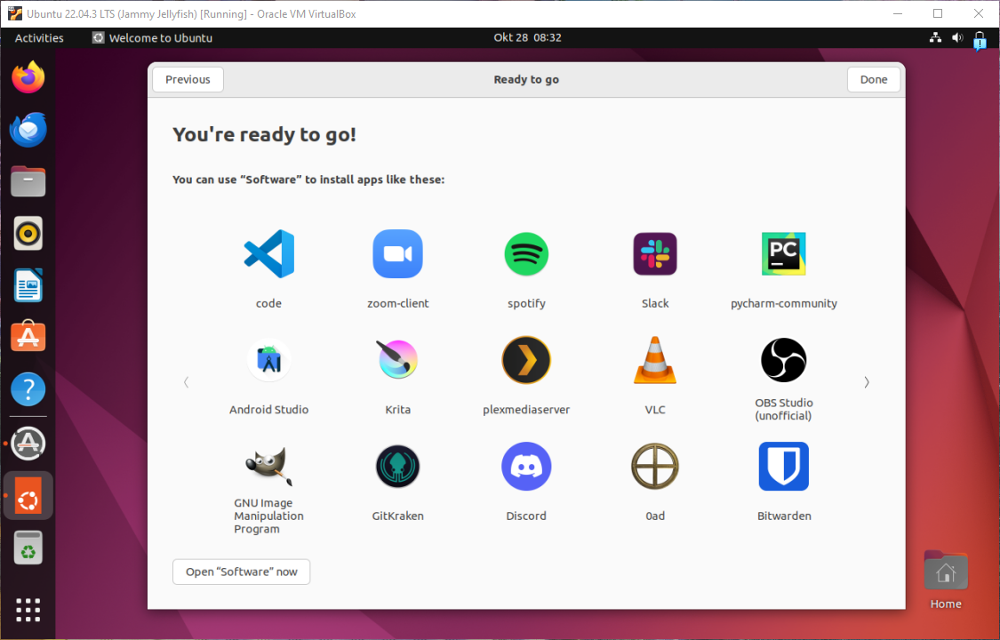 Ubuntu 22.04.3 LTS (Jammy Jellyfish) [Running] - Oracle VM VirtualBox
Activities
Welcome to Ubuntu
Okt 28 08:32
Previous
Ready to go
Done
You're ready to go!
You can use “Software” to install apps like these:
code
zoom-client
spotify
Slack
PC
pycharm-community
Android Studio
Krita
plexmediaserver
VLC
OBS Studio
(unofficial)
GNU Image
Manipulation
Program
GitKraken
Discord
0ad
Bitwarden
Open “Software” now
Home